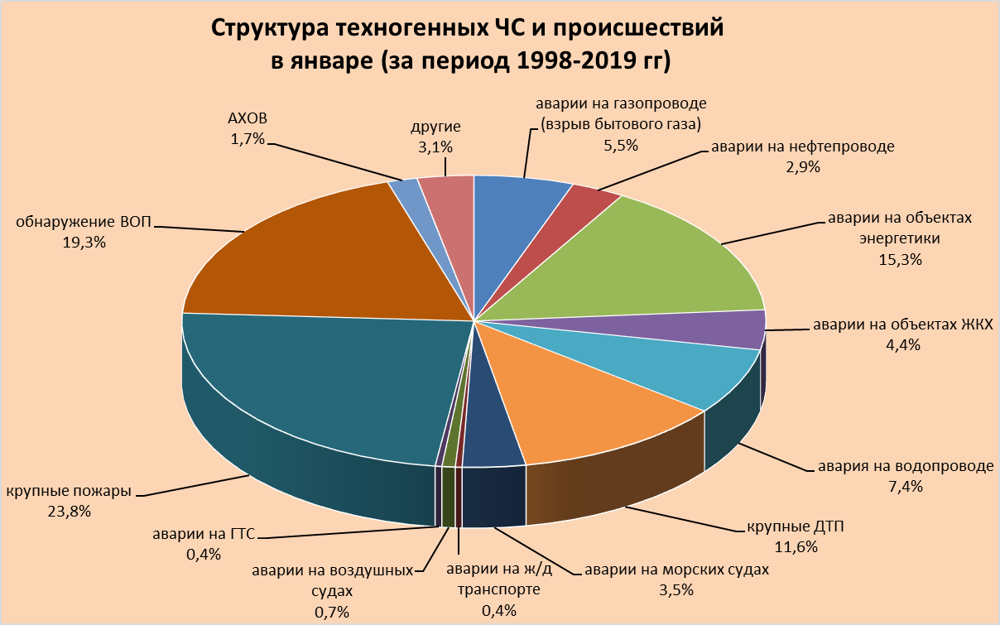 Структура техногенных ЧС и происшествий
в январе (за период 1998-2019 гг)
аварии на газопроводе
(взрыв бытового газа)
5,5%
аварии на нефтепроводе
2,9%
аварии на объектах
энергетики
15,3%
аварии на объектах ЖКХ
4,4%
авария на водопроводе
7,4%
крупные ДТП
11,6%
аварии на морских судах
3,5%
аварии на ж/д
транспорте
0,4%
аварии на воздушных
судах
0,7%
аварии на ГТС
0,4%
крупные пожары
23,8%
обнаружение ВОП
19,3%
АХОВ
1,7%
другие
3,1%